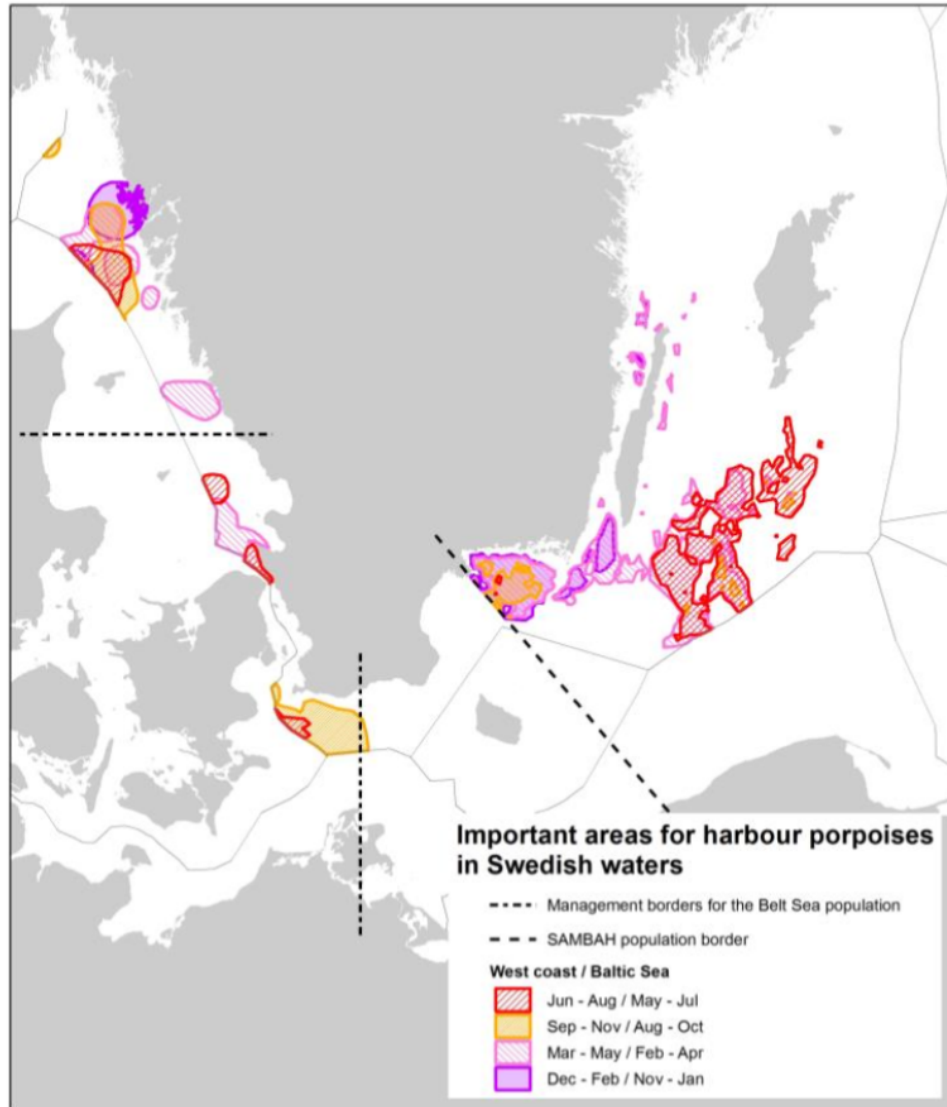 Important areas for harbour porpoises
in Swedish waters
Management borders for the Belt Sea population
SAMBAH population border
West coast / Baltic Sea
Jun - Aug / May - Jul
Sep - Nov / Aug - Oct
Mar - May / Feb - Apr
Dec - Feb / Nov - Jan